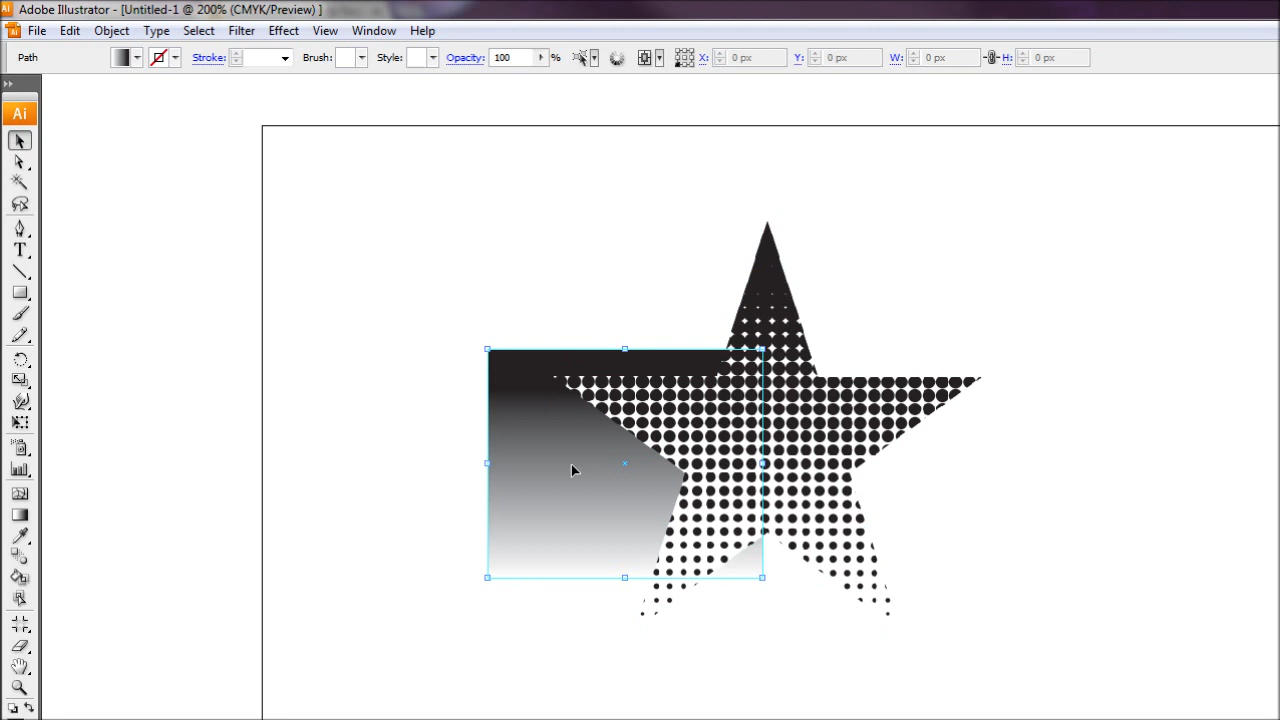 Adobe Illustrator - [Untitled-1 @ 200% (CMYK/Preview) ]
File Edit Object Type Select Filter Effect View Window Help
Path Stroke: Brush: Style: Opacity: 100 % X: 0 px Y: 0 px W: 0 px H: 0 px
Ai
T